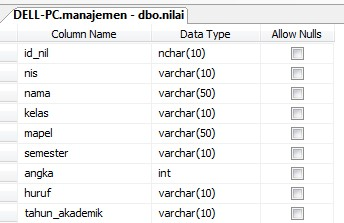 DELL-PC.manajemen - dbo.nilai
Column Name Data Type Allow Nulls
id_nil nchar(10)
nis varchar(10)
nama varchar(50)
kelas varchar(10)
mapel varchar(50)
semester varchar(10)
angka int
huruf varchar(10)
tahun_akademik varchar(10)